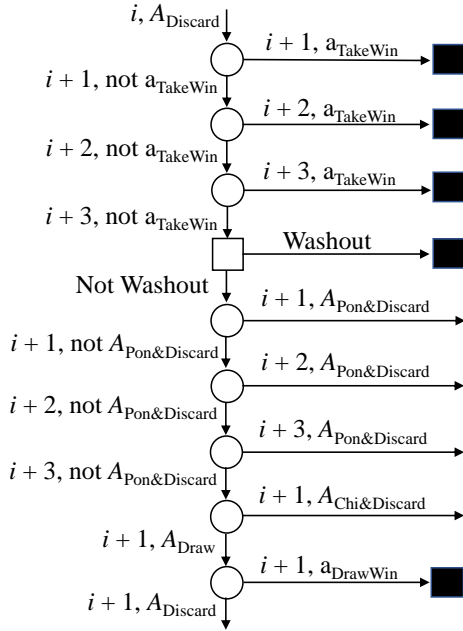 i, A_Discard
i + 1, a_TakeWin
i + 1, not a_TakeWin
i + 2, a_TakeWin
i + 2, not a_TakeWin
i + 3, a_TakeWin
i + 3, not a_TakeWin
Washout
Not Washout
i + 1, A_Pon&Discard
i + 1, not A_Pon&Discard
i + 2, A_Pon&Discard
i + 2, not A_Pon&Discard
i + 3, A_Pon&Discard
i + 3, not A_Pon&Discard
i + 1, A_Chi&Discard
i + 1, A_Draw
i + 1, a_DrawWin
i + 1, A_Discard